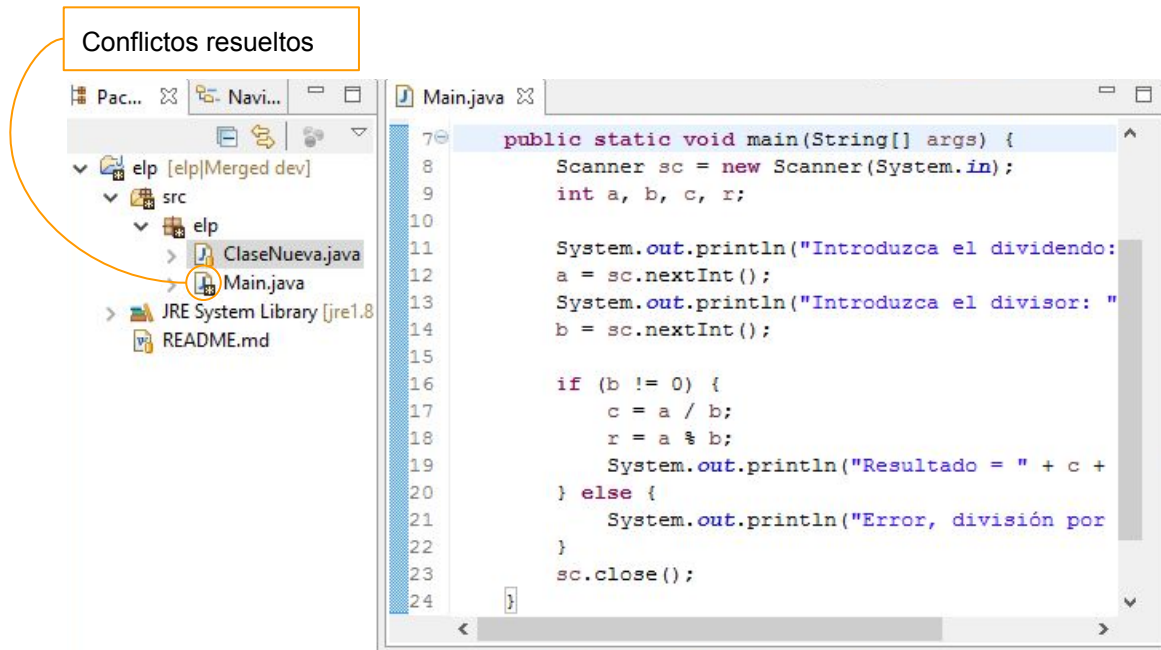 Conflictos resueltos
Pac... Navi...
elp [elp|Merged dev]
src
elp
ClaseNueva.java
Main.java
JRE System Library [jre1.8
README.md
Main.java
7 public static void main(String[] args) {
8 Scanner sc = new Scanner(System.in);
9 int a, b, c, r;
10
11 System.out.println("Introduzca el dividendo:
12 a = sc.nextInt();
13 System.out.println("Introduzca el divisor: "
14 b = sc.nextInt();
15
16 if (b != 0) {
17 c = a / b;
18 r = a % b;
19 System.out.println("Resultado = " + c +
20 } else {
21 System.out.println("Error, división por
22 }
23 sc.close();
24 }